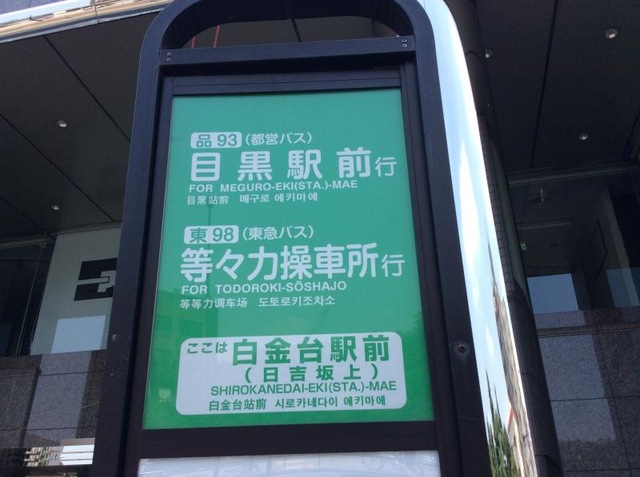 品93(都営バス)
目黒駅前行
FOR MEGURO-EKI(STA.)-MAE
目黒站前 메구로 에키마에
東98(東急バス)
等々力操車所行
FOR TODOROKI-SŌSHAJO
等等力调车场 도토로키조차소
ここは 白金台駅前
(日吉坂上)
SHIROKANEDAI-EKI(STA.)-MAE
白金台站前 시로카네다이 에키마에